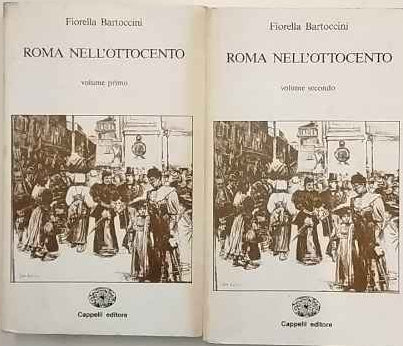 Fiorella Bartoccini
ROMA NELL'OTTOCENTO
volume primo
Cappelli editore
Fiorella Bartoccini
ROMA NELL'OTTOCENTO
volume secondo
Cappelli editore